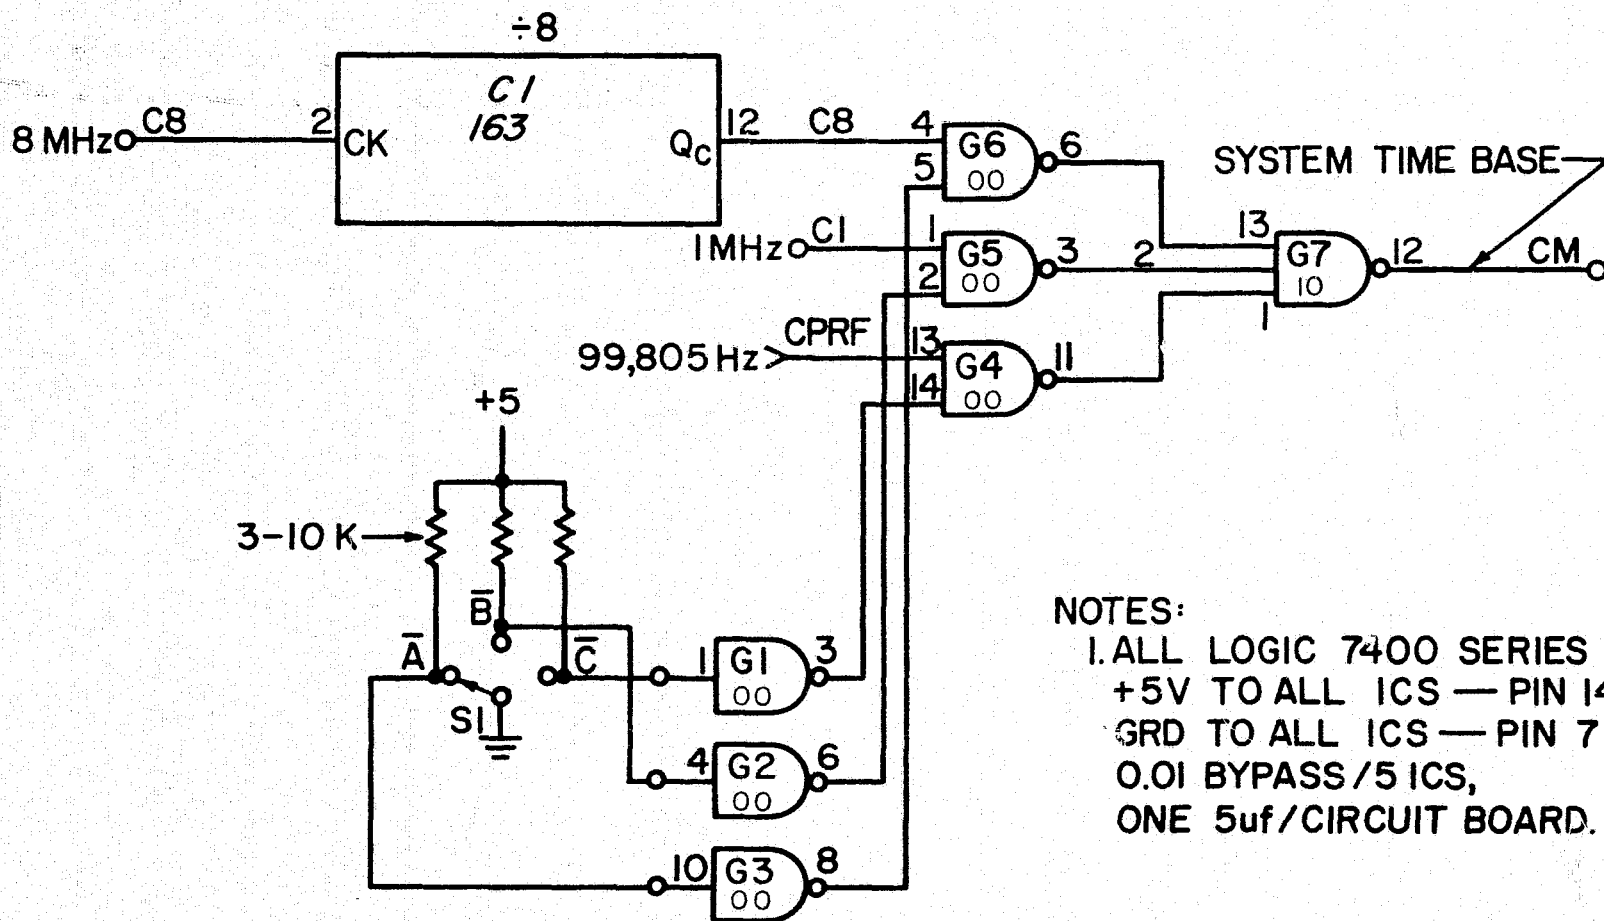 ÷8
C1
163
8 MHz
C8
2
CK
QC
12
C8
4
5
G6
00
6
SYSTEM TIME BASE
1 MHz
C1
1
2
G5
00
3
2
13
G7
10
1
12
CM
99,805 Hz
CPRF
13
14
G4
00
11
+5
3-10 K
B̅
A̅
C̅
S1
1
G1
00
3
4
G2
00
6
10
G3
00
8
NOTES:
1. ALL LOGIC 7400 SERIES
+5V TO ALL ICS — PIN 14
GRD TO ALL ICS — PIN 7
0.01 BYPASS/5 ICS,
ONE 5uf/CIRCUIT BOARD.